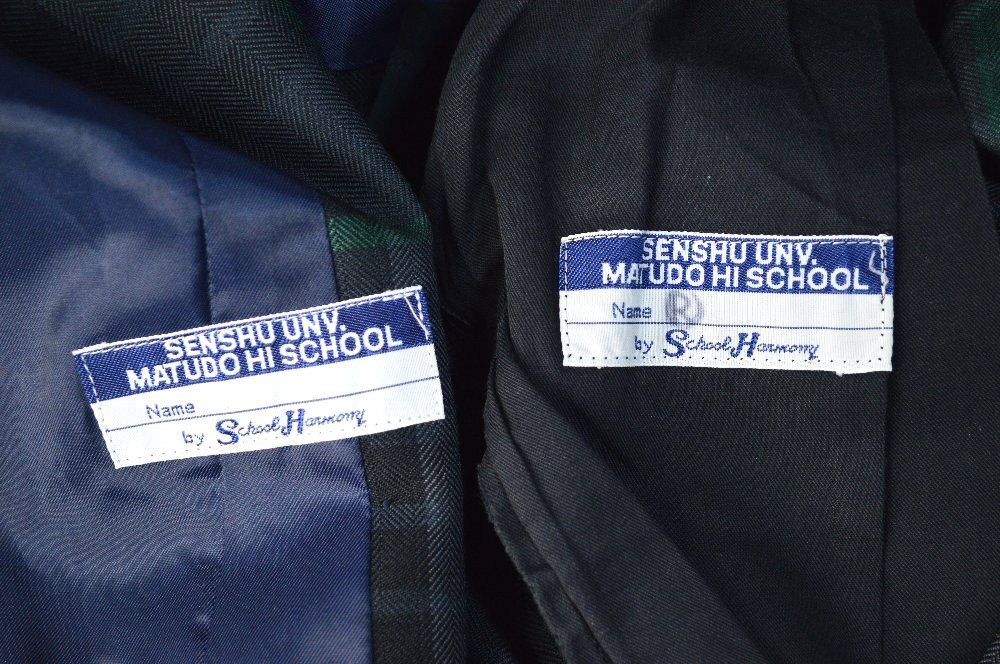 SENSHU UNV.
MATUDO HI SCHOOL
Name
by School Harmony
SENSHU UNV.
MATUDO HI SCHOOL
Name R
by School Harmony